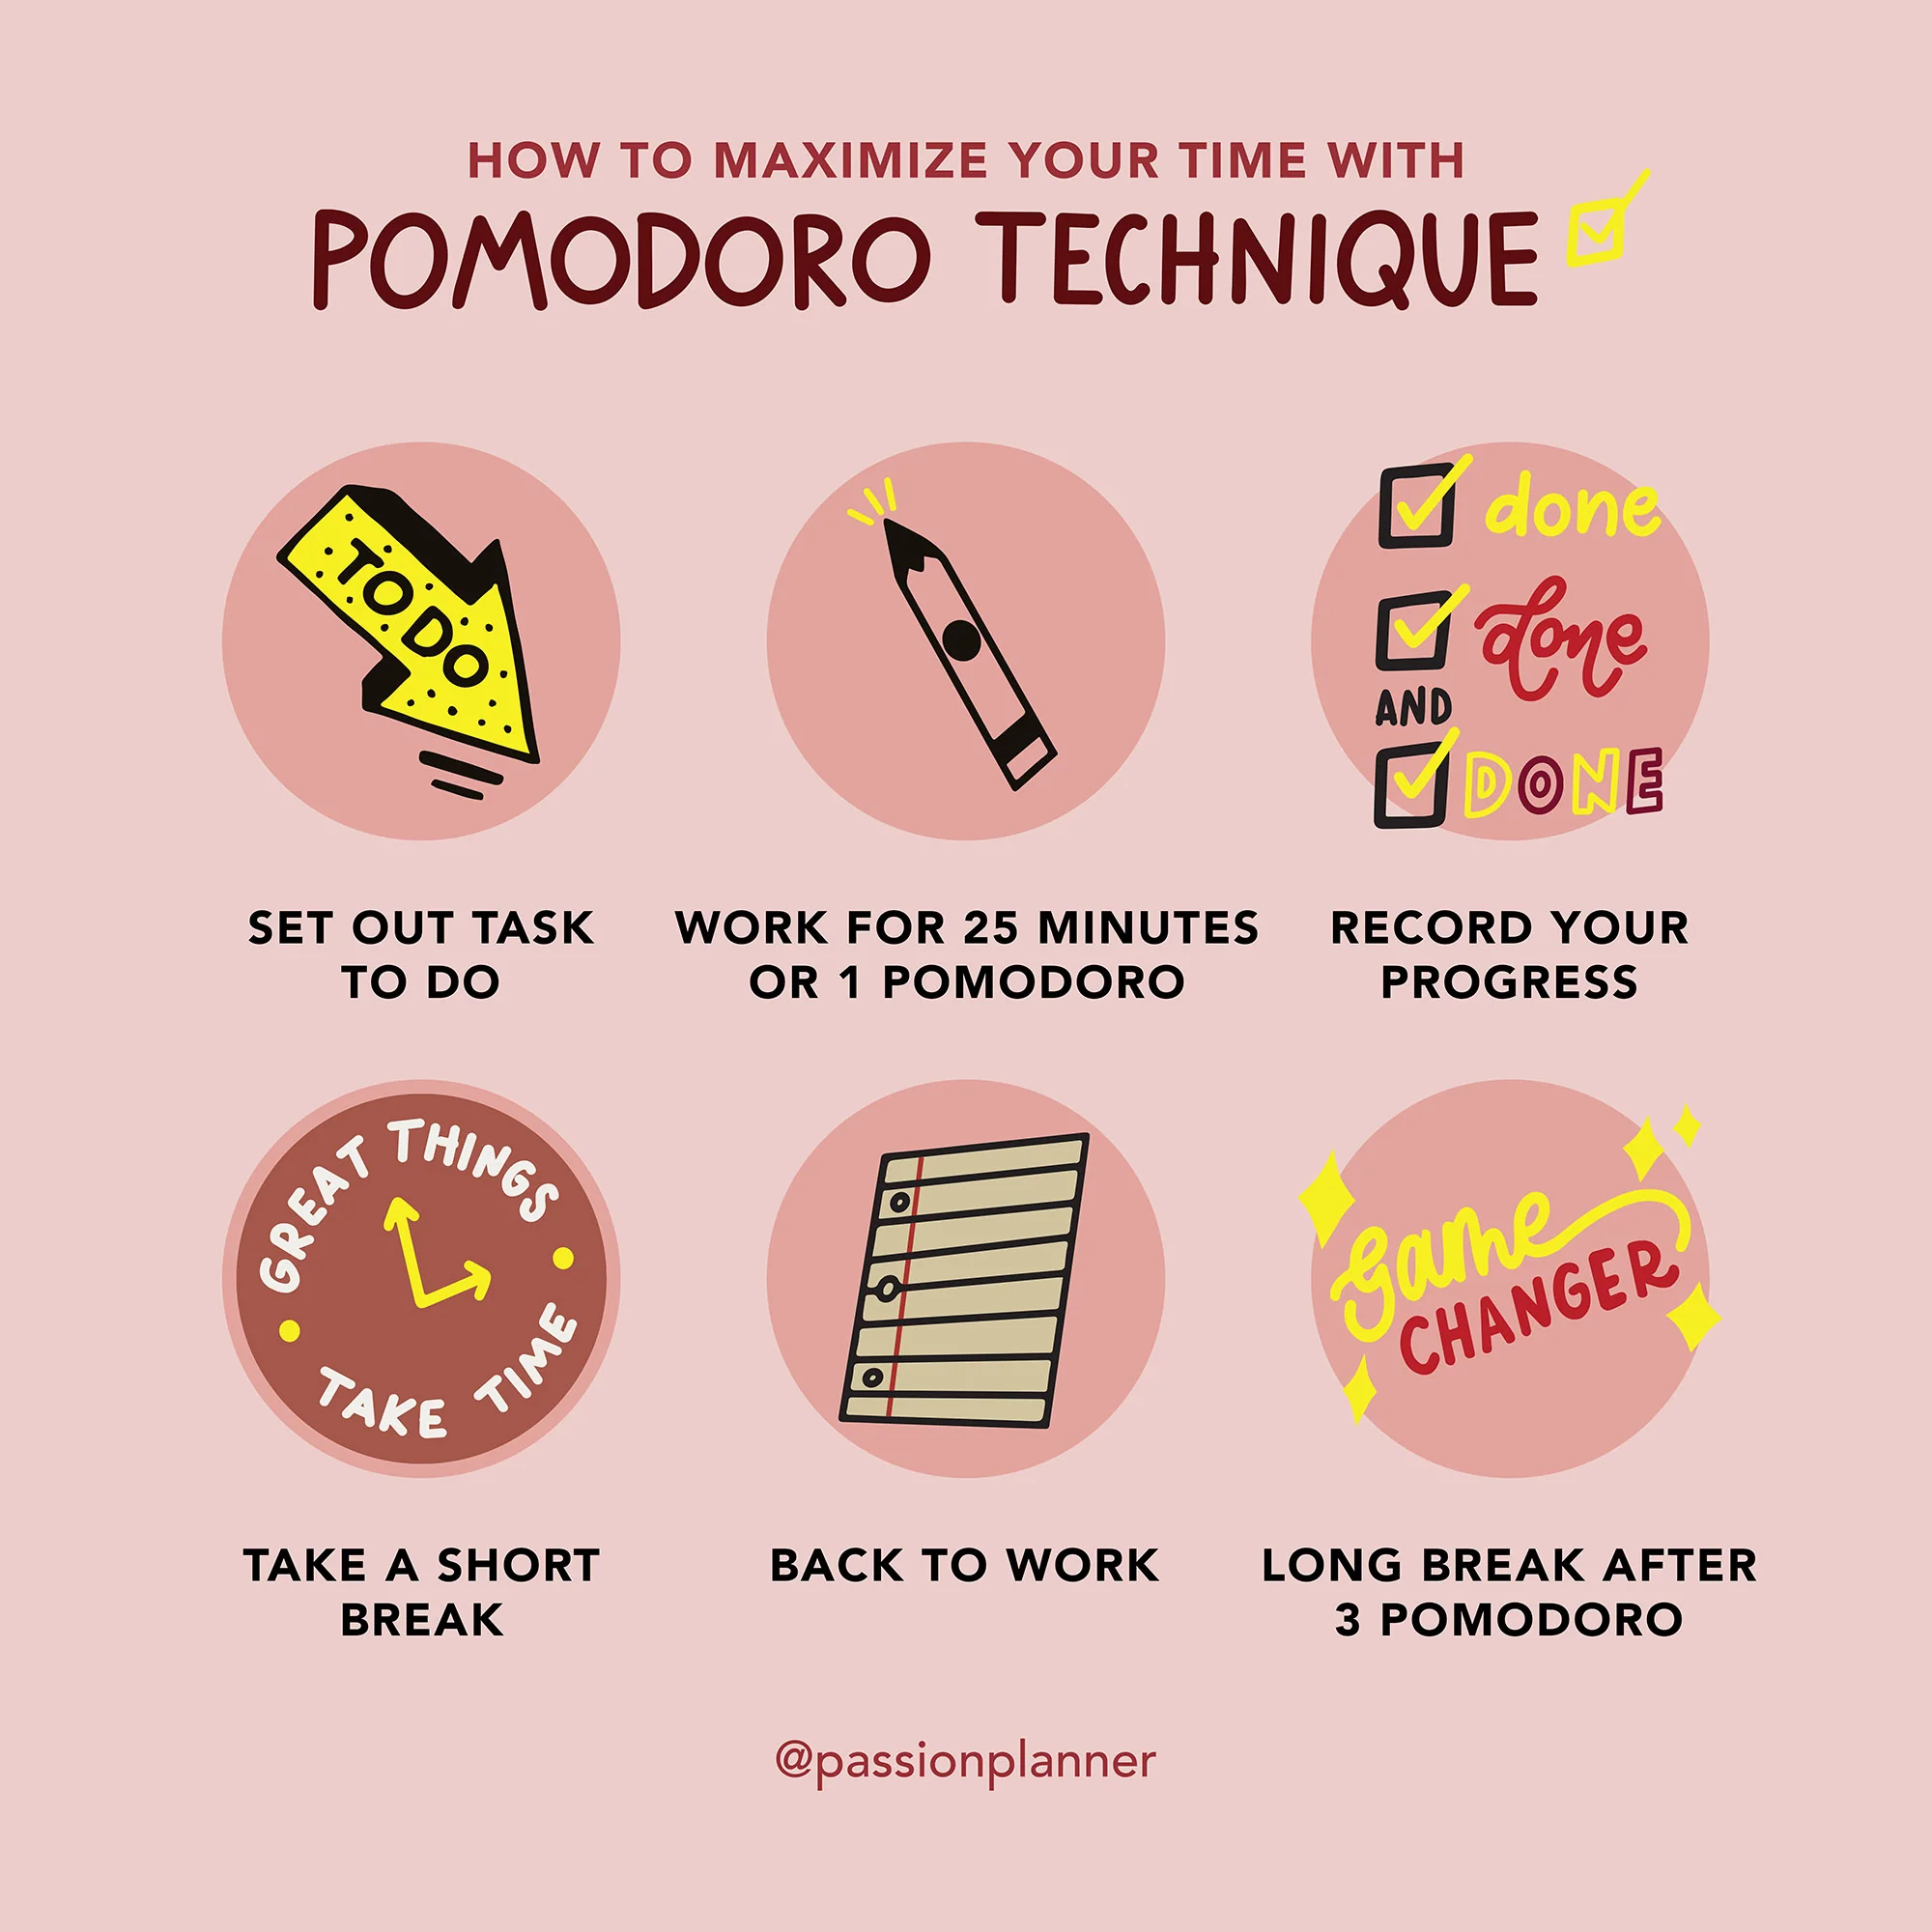 HOW TO MAXIMIZE YOUR TIME WITH
POMODORO TECHNIQUE
TO DO
SET OUT TASK
TO DO
WORK FOR 25 MINUTES
OR 1 POMODORO
done
done
AND
DONE
RECORD YOUR
PROGRESS
GREAT THINGS
TAKE TIME
TAKE A SHORT
BREAK
BACK TO WORK
game
CHANGER
LONG BREAK AFTER
3 POMODORO
@passionplanner